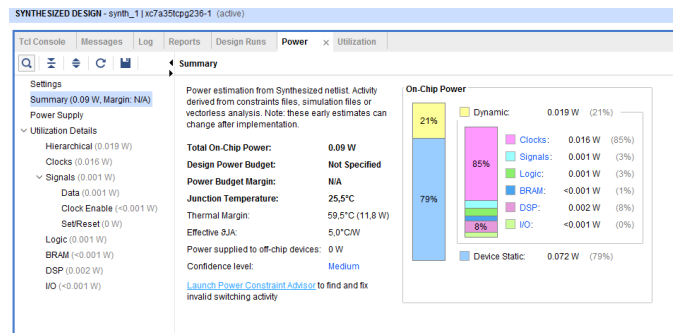 SYNTHESIZED DESIGN - synth_1 | xc7a35tcpg236-1 (active)
Tcl Console Messages Log Reports Design Runs Power × Utilization
Summary
Settings
Summary (0.09 W, Margin: N/A)
Power Supply
Utilization Details
Hierarchical (0.019 W)
Clocks (0.016 W)
Signals (0.001 W)
Data (0.001 W)
Clock Enable (<0.001 W)
Set/Reset (0 W)
Logic (0.001 W)
BRAM (<0.001 W)
DSP (0.002 W)
I/O (<0.001 W)
Power estimation from Synthesized netlist. Activity
derived from constraints files, simulation files or
vectorless analysis. Note: these early estimates can
change after implementation.
Total On-Chip Power: 0.09 W
Design Power Budget: Not Specified
Power Budget Margin: N/A
Junction Temperature: 25,5°C
Thermal Margin: 59,5°C (11,8 W)
Effective ϑJA: 5,0°C/W
Power supplied to off-chip devices: 0 W
Confidence level: Medium
Launch Power Constraint Advisor to find and fix
invalid switching activity
On-Chip Power
21%
79%
Dynamic: 0.019 W (21%)
85%
8%
Clocks: 0.016 W (85%)
Signals: 0.001 W (3%)
Logic: 0.001 W (3%)
BRAM: <0.001 W (1%)
DSP: 0.002 W (8%)
I/O: <0.001 W (0%)
Device Static: 0.072 W (79%)